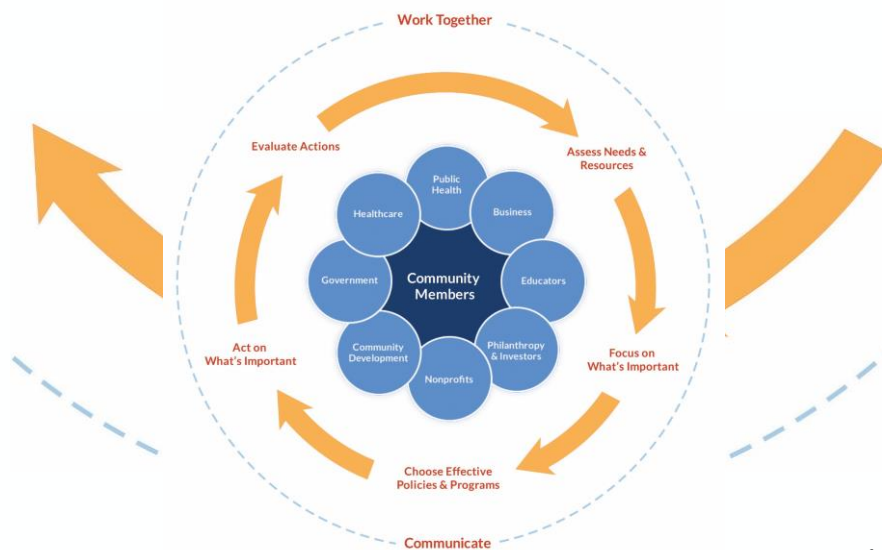 Work Together
Evaluate Actions
Assess Needs &
Resources
Public
Health
Healthcare
Business
Government
Community
Members
Educators
Community
Development
Philanthropy
& Investors
Nonprofits
Act on
What's Important
Focus on
What's Important
Choose Effective
Policies & Programs
Communicate